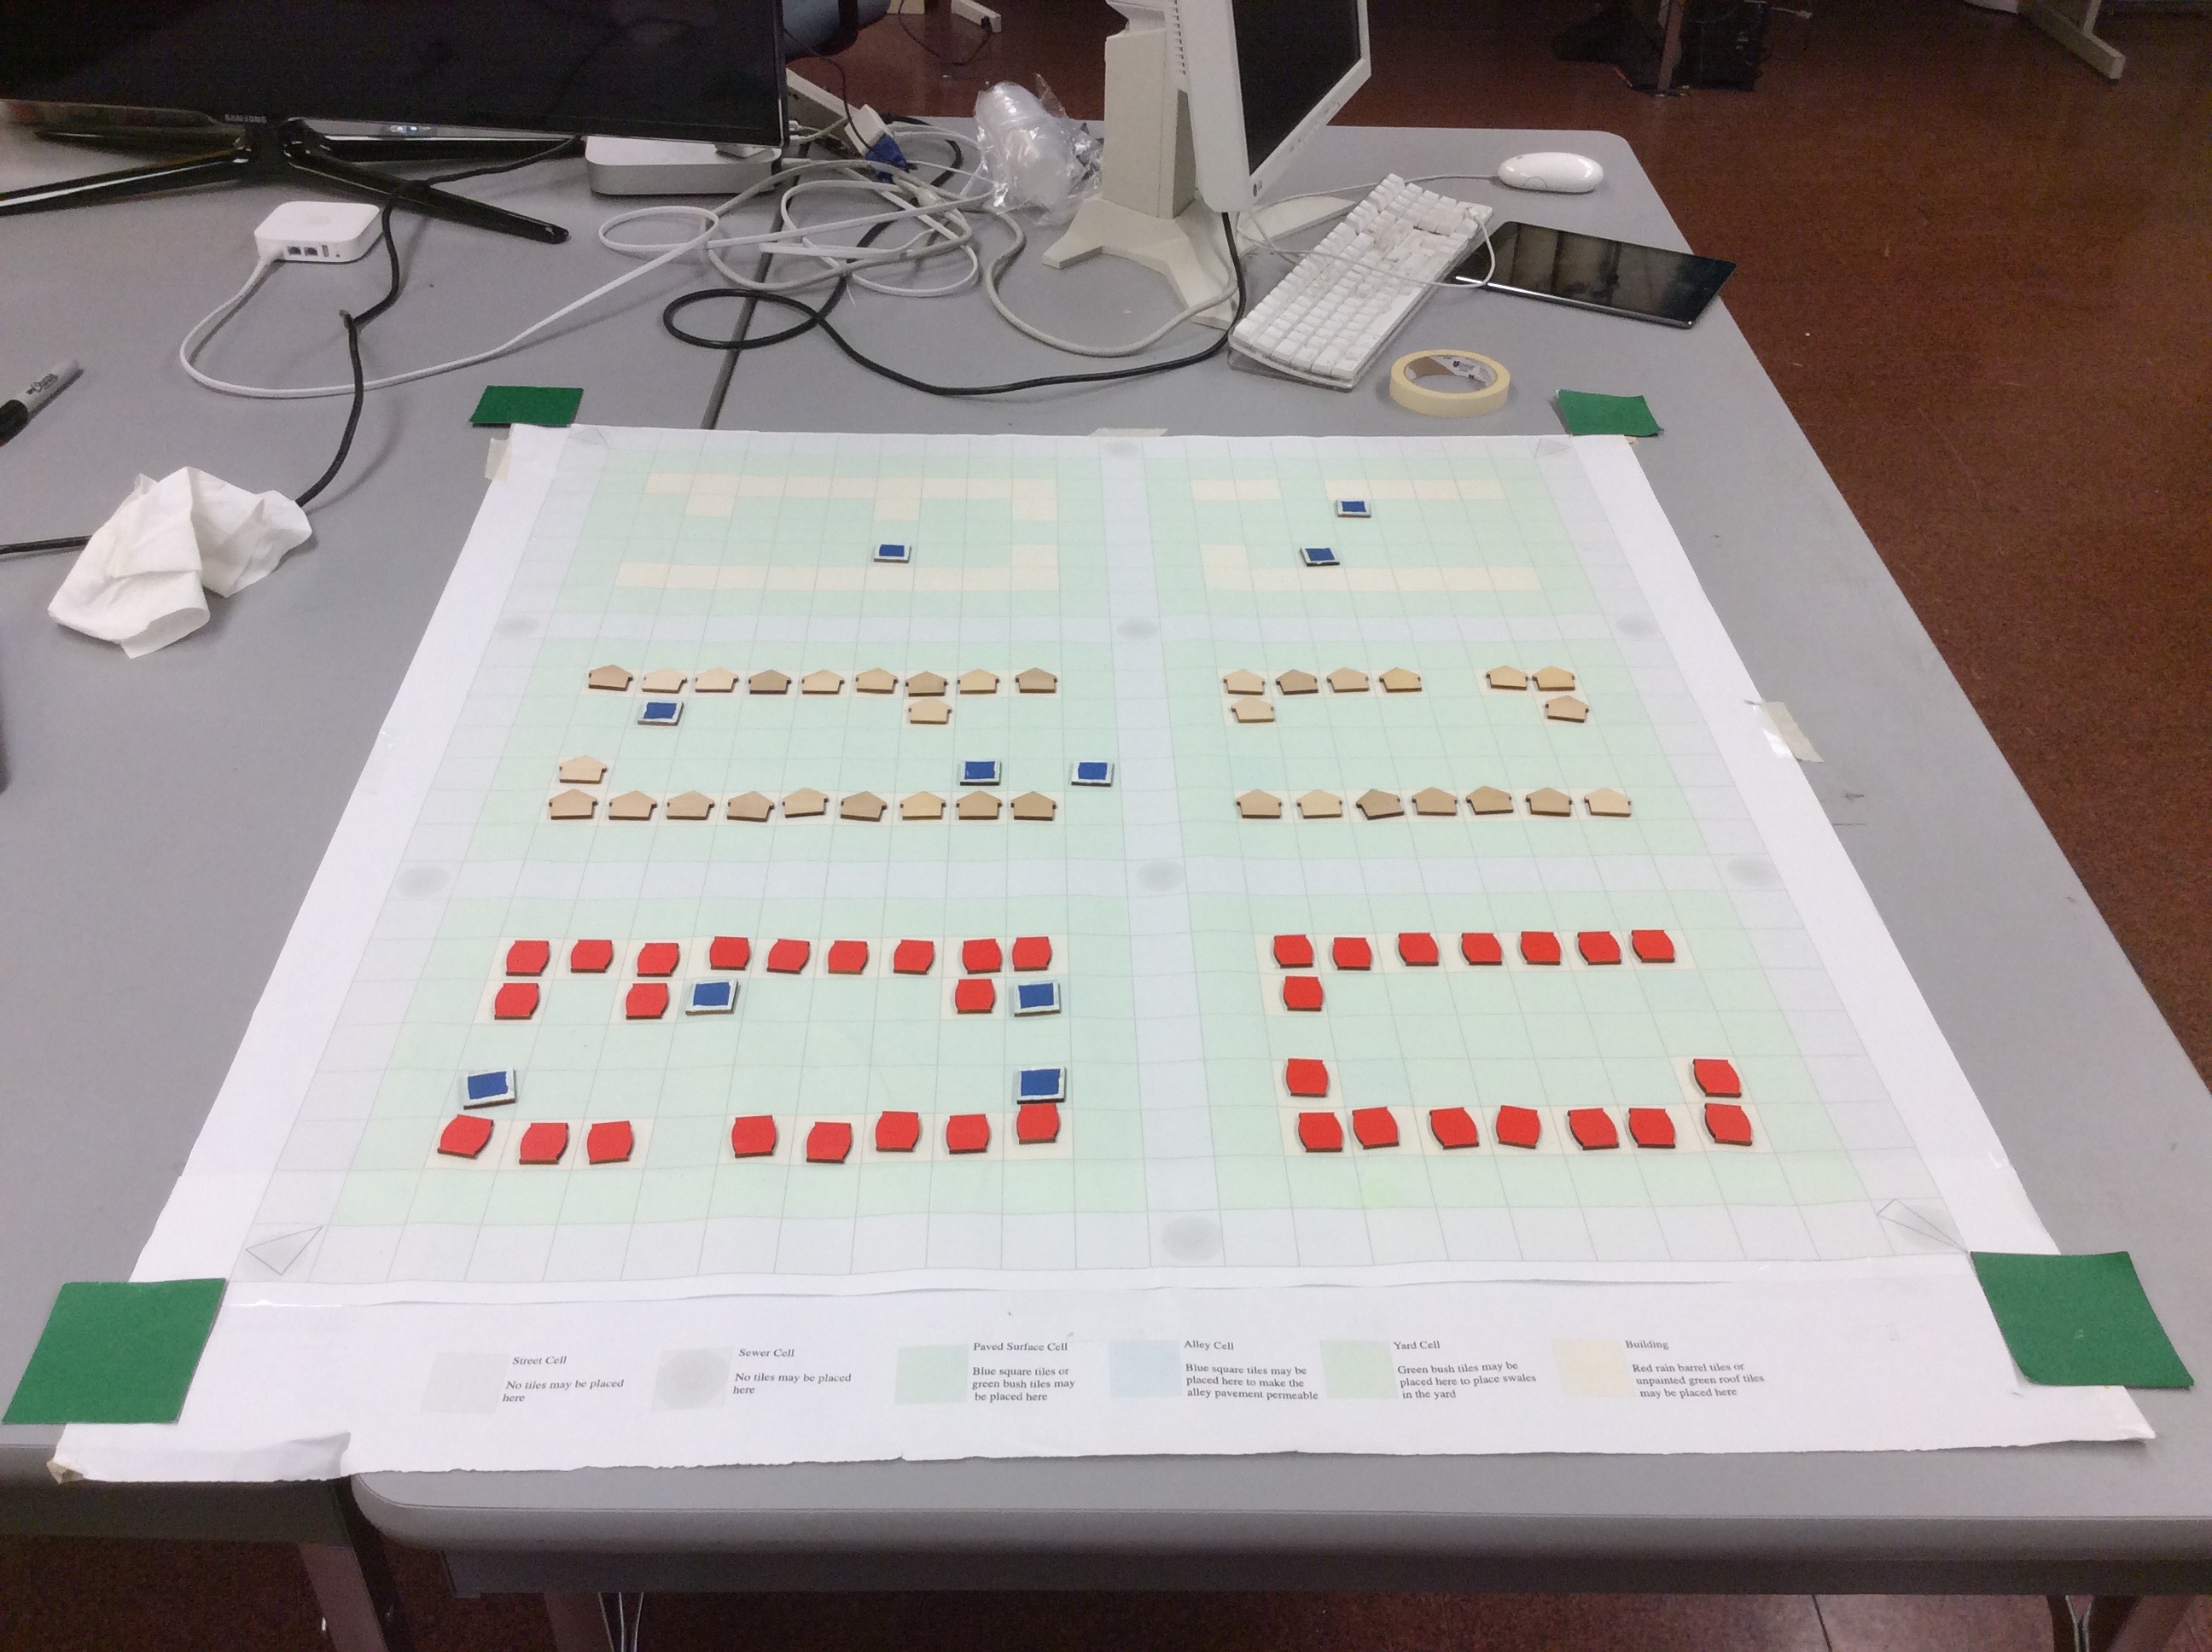 SAMSUNG
Street Cell
No tiles may be placed
here
Sewer Cell
No tiles may be placed
here
Paved Surface Cell
Blue square tiles or
green bush tiles may
be placed here
Alley Cell
Blue square tiles may be
placed here to make the
alley pavement permeable
Yard Cell
Green bush tiles may be
placed here to place swales
in the yard
Building
Red rain barrel tiles or
unpainted green roof tiles
may be placed here